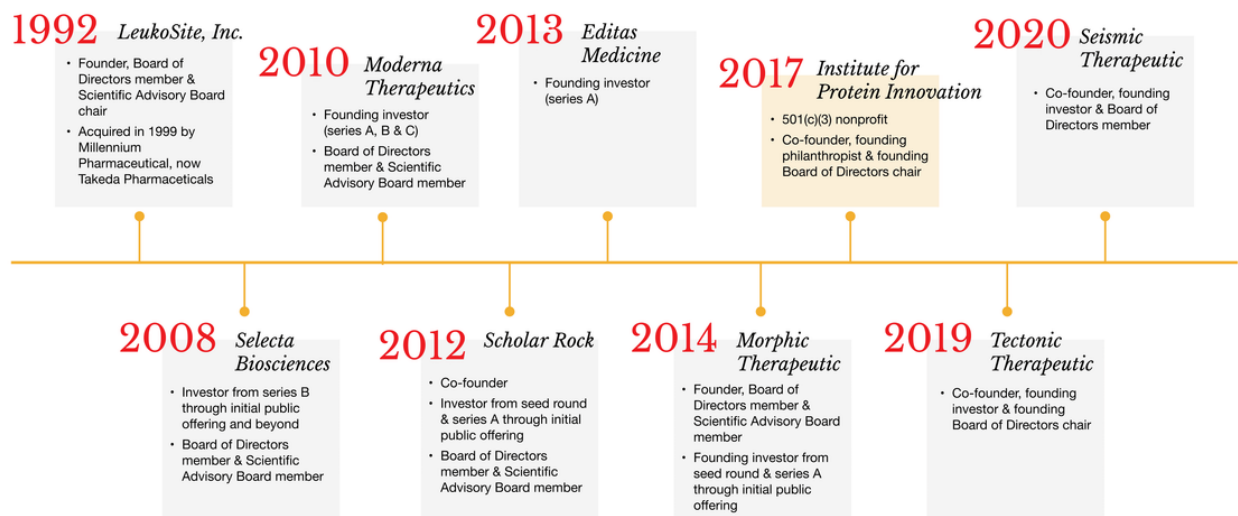 1992 LeukoSite, Inc.
• Founder, Board of
Directors member &
Scientific Advisory Board
chair
• Acquired in 1999 by
Millennium
Pharmaceutical, now
Takeda Pharmaceticals
2010 Moderna
Therapeutics
• Founding investor
(series A, B & C)
• Board of Directors
member & Scientific
Advisory Board member
2013 Editas
Medicine
• Founding investor
(series A)
2017 Institute for
Protein Innovation
• 501(c)(3) nonprofit
• Co-founder, founding
philanthropist & founding
Board of Directors chair
2020 Seismic
Therapeutic
• Co-founder, founding
investor & Board of
Directors member
2008 Selecta
Biosciences
• Investor from series B
through initial public
offering and beyond
• Board of Directors
member & Scientific
Advisory Board member
2012 Scholar Rock
• Co-founder
• Investor from seed round
& series A through initial
public offering
• Board of Directors
member & Scientific
Advisory Board member
2014 Morphic
Therapeutic
• Founder, Board of
Directors member &
Scientific Advisory Board
member
• Founding investor from
seed round & series A
through initial public
offering
2019 Tectonic
Therapeutic
• Co-founder, founding
investor & founding
Board of Directors chair